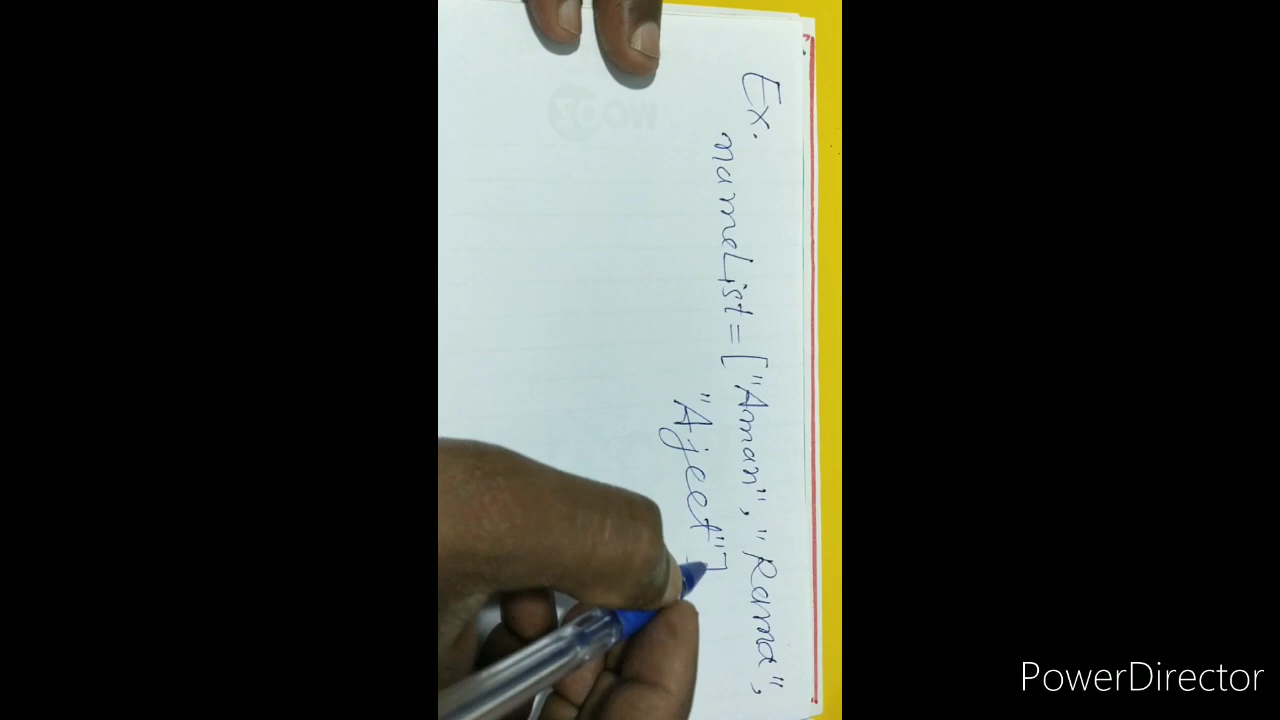 Ex.
nameList = ["Aman", "Rama",
"Ajeet"]
PowerDirector